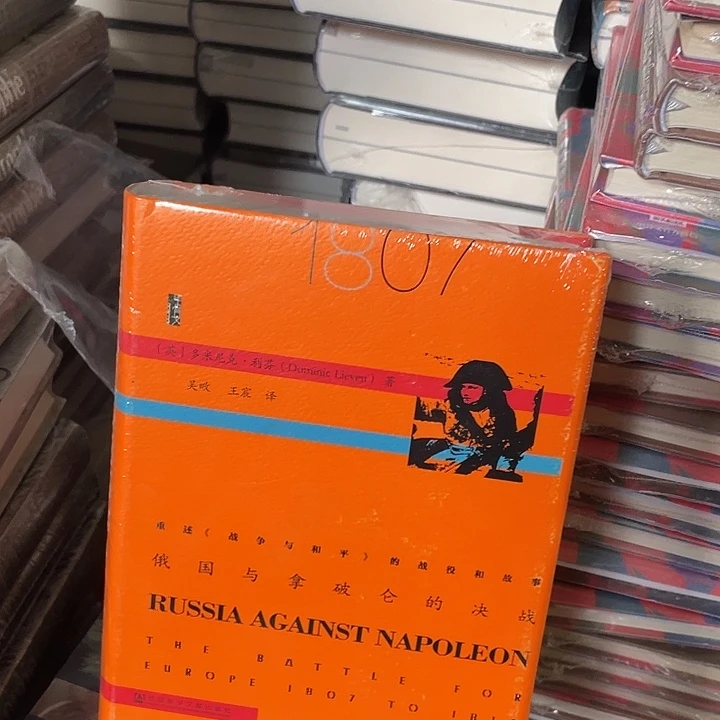 1807
[英]多米尼克·利芬(Dominic Lieven) 著
吴畋 王宸 译
重述《战争与和平》的战役和故事
俄国与拿破仑的决战
RUSSIA AGAINST NAPOLEON
THE BATTLE FOR
EUROPE 1807 TO